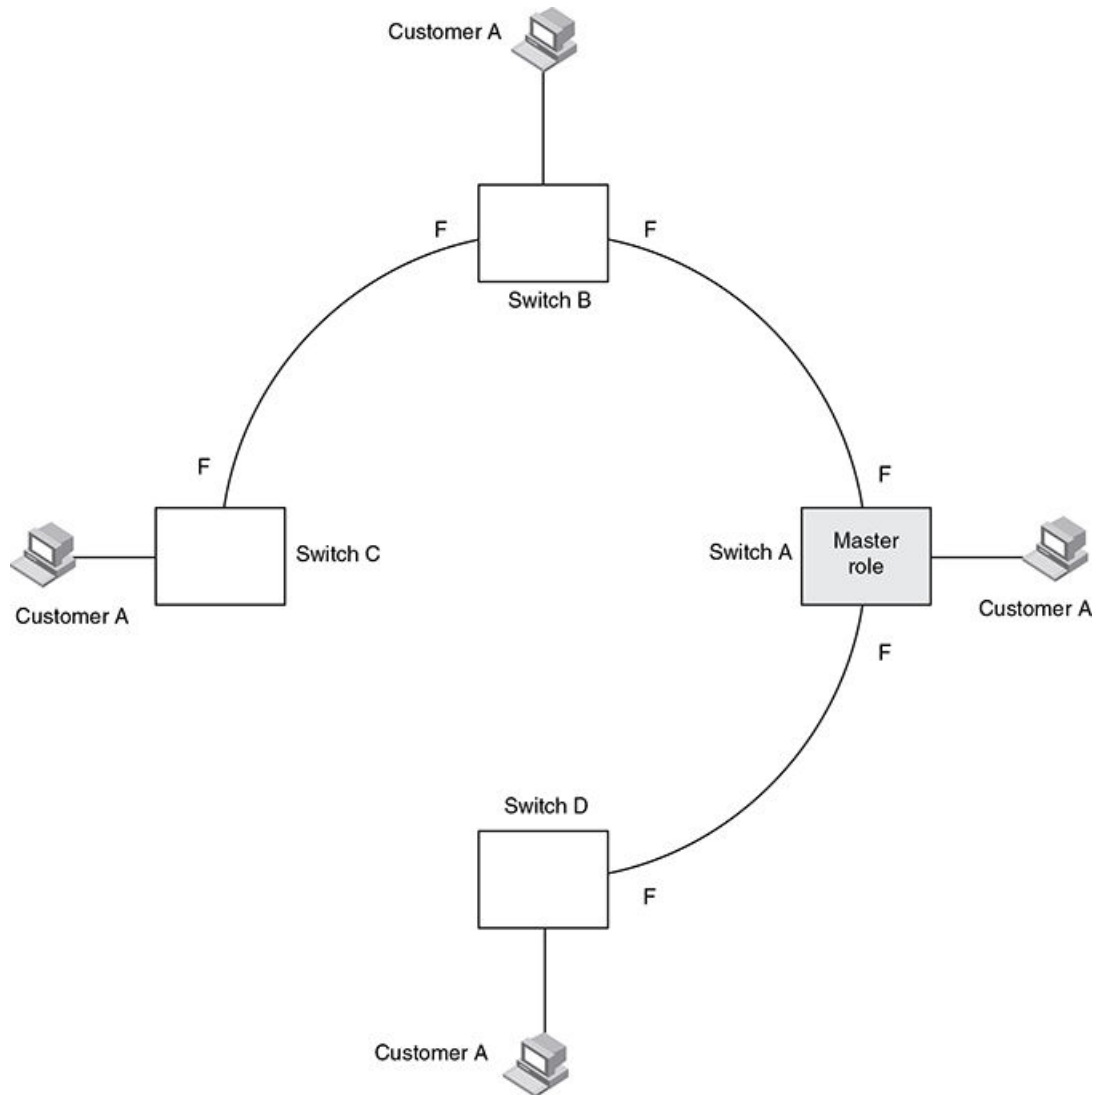 Customer A
F
F
Switch B
F
F
Switch C
Switch A
Master
role
Customer A
Customer A
F
Switch D
F
Customer A